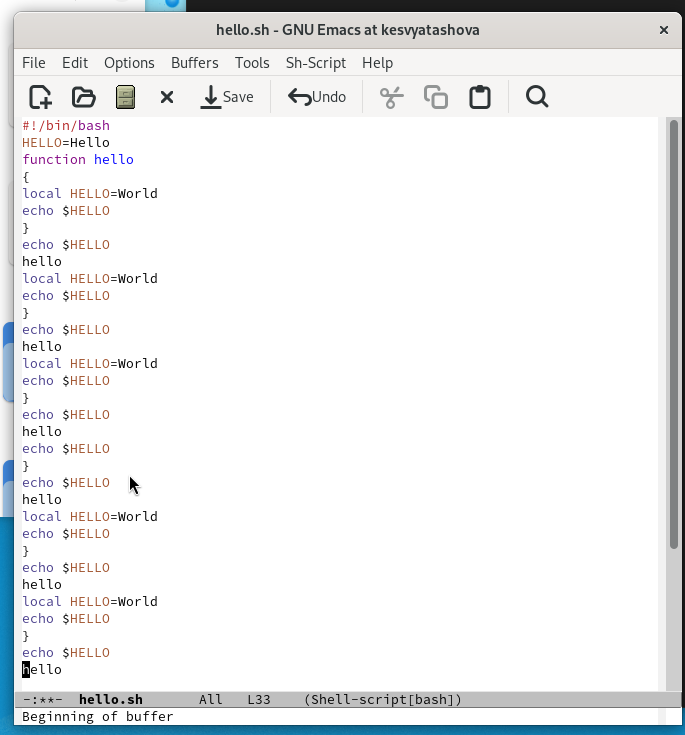 hello.sh - GNU Emacs at kesvyatashova
File Edit Options Buffers Tools Sh-Script Help
Save Undo
#!/bin/bash
HELLO=Hello
function hello
{
local HELLO=World
echo $HELLO
}
echo $HELLO
hello
local HELLO=World
echo $HELLO
}
echo $HELLO
hello
local HELLO=World
echo $HELLO
}
echo $HELLO
hello
echo $HELLO
}
echo $HELLO
hello
local HELLO=World
echo $HELLO
}
echo $HELLO
hello
local HELLO=World
echo $HELLO
}
echo $HELLO
hello
-:**- hello.sh All L33 (Shell-script[bash])
Beginning of buffer